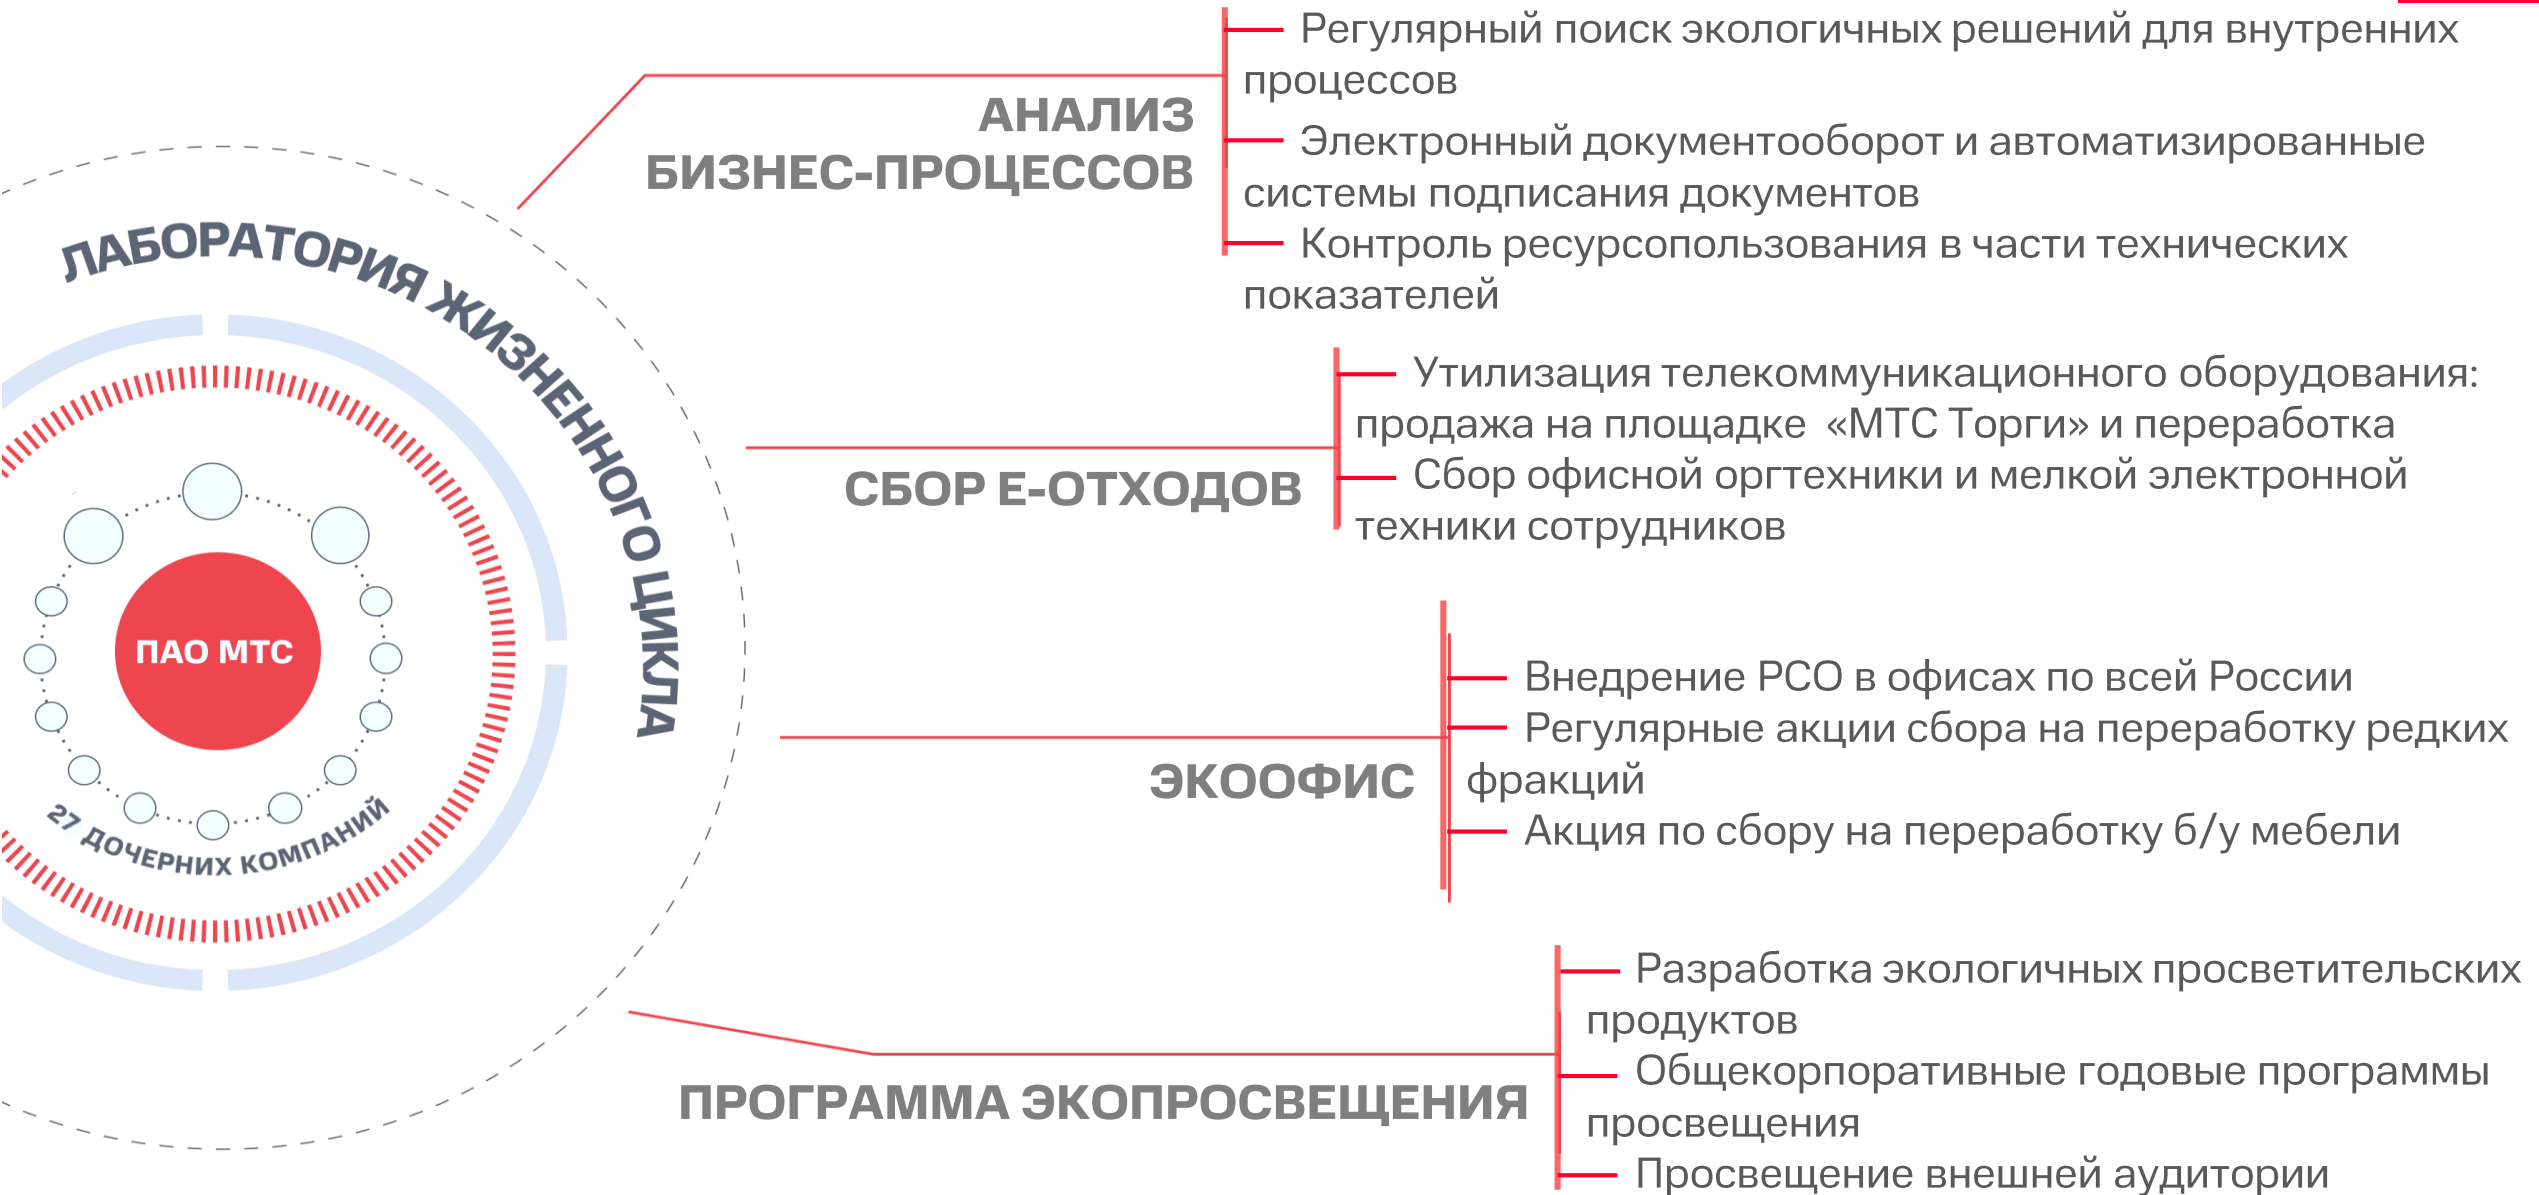 ЛАБОРАТОРИЯ ЖИЗНЕННОГО ЦИКЛА
ПАО МТС
27 ДОЧЕРНИХ КОМПАНИЙ
АНАЛИЗ
БИЗНЕС-ПРОЦЕССОВ
Регулярный поиск экологичных решений для внутренних
процессов
Электронный документооборот и автоматизированные
системы подписания документов
Контроль ресурсопользования в части технических
показателей
СБОР Е-ОТХОДОВ
Утилизация телекоммуникационного оборудования:
продажа на площадке «МТС Торги» и переработка
Сбор офисной оргтехники и мелкой электронной
техники сотрудников
ЭКООФИС
Внедрение РСО в офисах по всей России
Регулярные акции сбора на переработку редких
фракций
Акция по сбору на переработку б/у мебели
ПРОГРАММА ЭКОПРОСВЕЩЕНИЯ
Разработка экологичных просветительских
продуктов
Общекорпоративные годовые программы
просвещения
Просвещение внешней аудитории